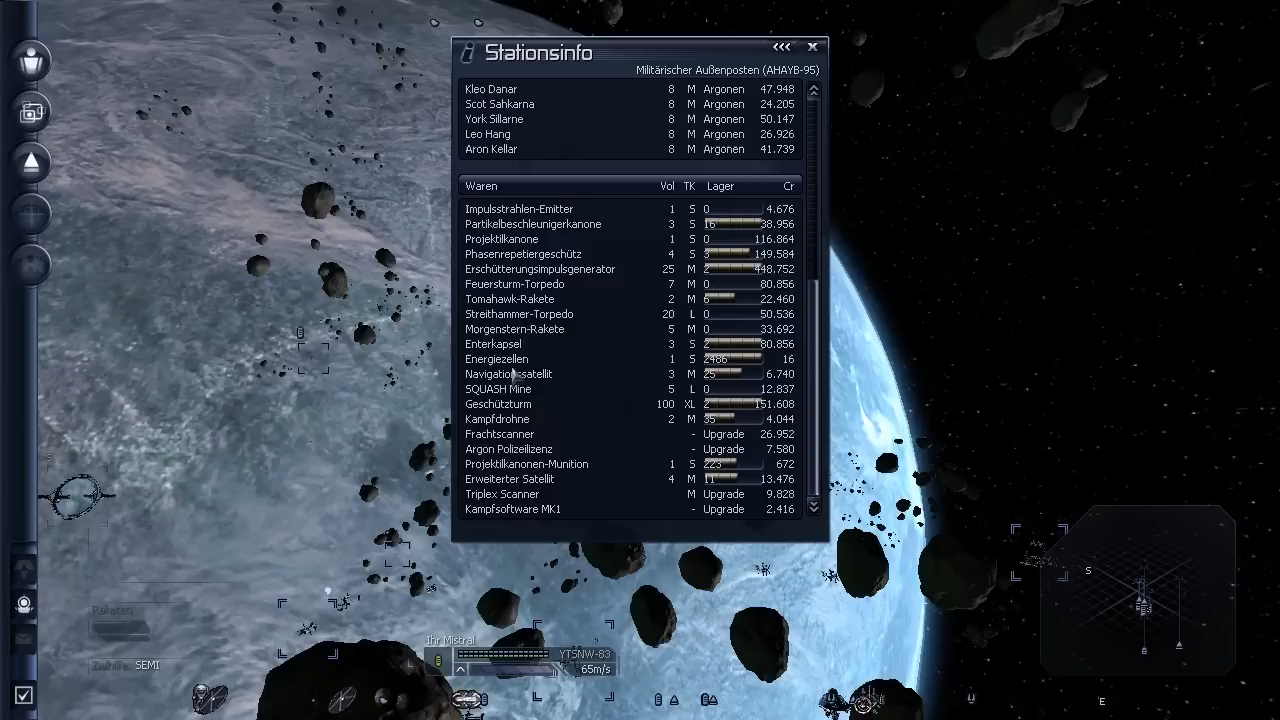 Stationsinfo
Militärischer Außenposten (AHAYB-95)
Kleo Danar 8 M Argonen 47.948
Scot Sahkarna 8 M Argonen 24.205
York Sillarne 8 M Argonen 50.147
Leo Hang 8 M Argonen 26.926
Aron Kellar 8 M Argonen 41.739
Waren Vol TK Lager Cr
Impulsstrahlen-Emitter 1 S 0 4.676
Partikelbeschleunigerkanone 3 S 16 38.956
Projektilkanone 1 S 0 116.864
Phasenrepetiergeschütz 4 S 3 149.584
Erschütterungsimpulsgenerator 25 M 2 448.752
Feuersturm-Torpedo 7 M 0 80.856
Tomahawk-Rakete 2 M 6 22.460
Streithammer-Torpedo 20 L 0 50.536
Morgenstern-Rakete 5 M 0 33.692
Enterkapsel 3 S 2 80.856
Energiezellen 1 S 2486 16
Navigationssatellit 3 M 25 6.740
SQUASH Mine 5 L 0 12.837
Geschützturm 100 XL 2 151.608
Kampfdrohne 2 M 35 4.044
Frachtscanner - Upgrade 26.952
Argon Polizeilizenz - Upgrade 7.580
Projektilkanonen-Munition 1 S 223 672
Erweiterter Satellit 4 M 11 13.476
Triplex Scanner M Upgrade 9.828
Kampfsoftware MK1 - Upgrade 2.416
S
S
Raketen
Zielhilfe: SEMI
Ihr Mistral
YTSNW-83
65m/s
E